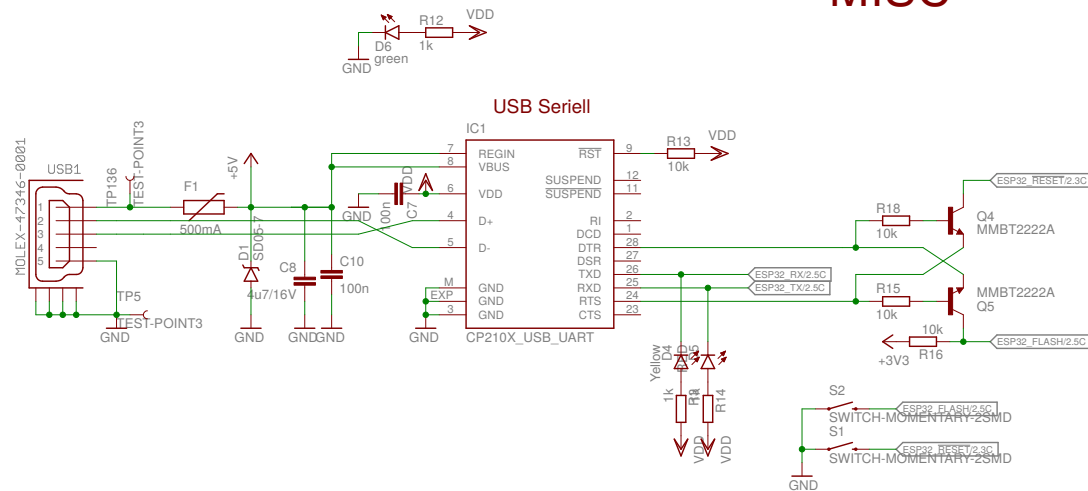 MISC
R12
VDD
1k
D6
green
GND
USB Seriell
IC1
MOLEX-47346-0001
USB1
1
2
3
4
5
TP136
TEST-POINT3
F1
500mA
+5V
D1
SD05-7
C8
4u7/16V
C10
100n
TP5
TEST-POINT3
GND
GND
GND
GND
GND
100n
C7
VDD
7
REGIN
8
VBUS
6
VDD
4
D+
5
D-
M
GND
EXP
GND
3
GND
GND
CP210X_USB_UART
RST
9
SUSPEND
12
SUSPEND
11
RI
2
DCD
1
DTR
28
DSR
27
TXD
26
RXD
25
RTS
24
CTS
23
R13
10k
VDD
ESP32_RX/2.5C
ESP32_TX/2.5C
Yellow
D4
1k
R14
VDD
VDD
R18
10k
ESP32_RESET/2.3C
Q4
MMBT2222A
R15
10k
MMBT2222A
Q5
10k
R16
+3V3
ESP32_FLASH/2.5C
S2
ESP32_FLASH/2.5C
SWITCH-MOMENTARY-2SMD
S1
ESP32_RESET/2.3C
SWITCH-MOMENTARY-2SMD
GND